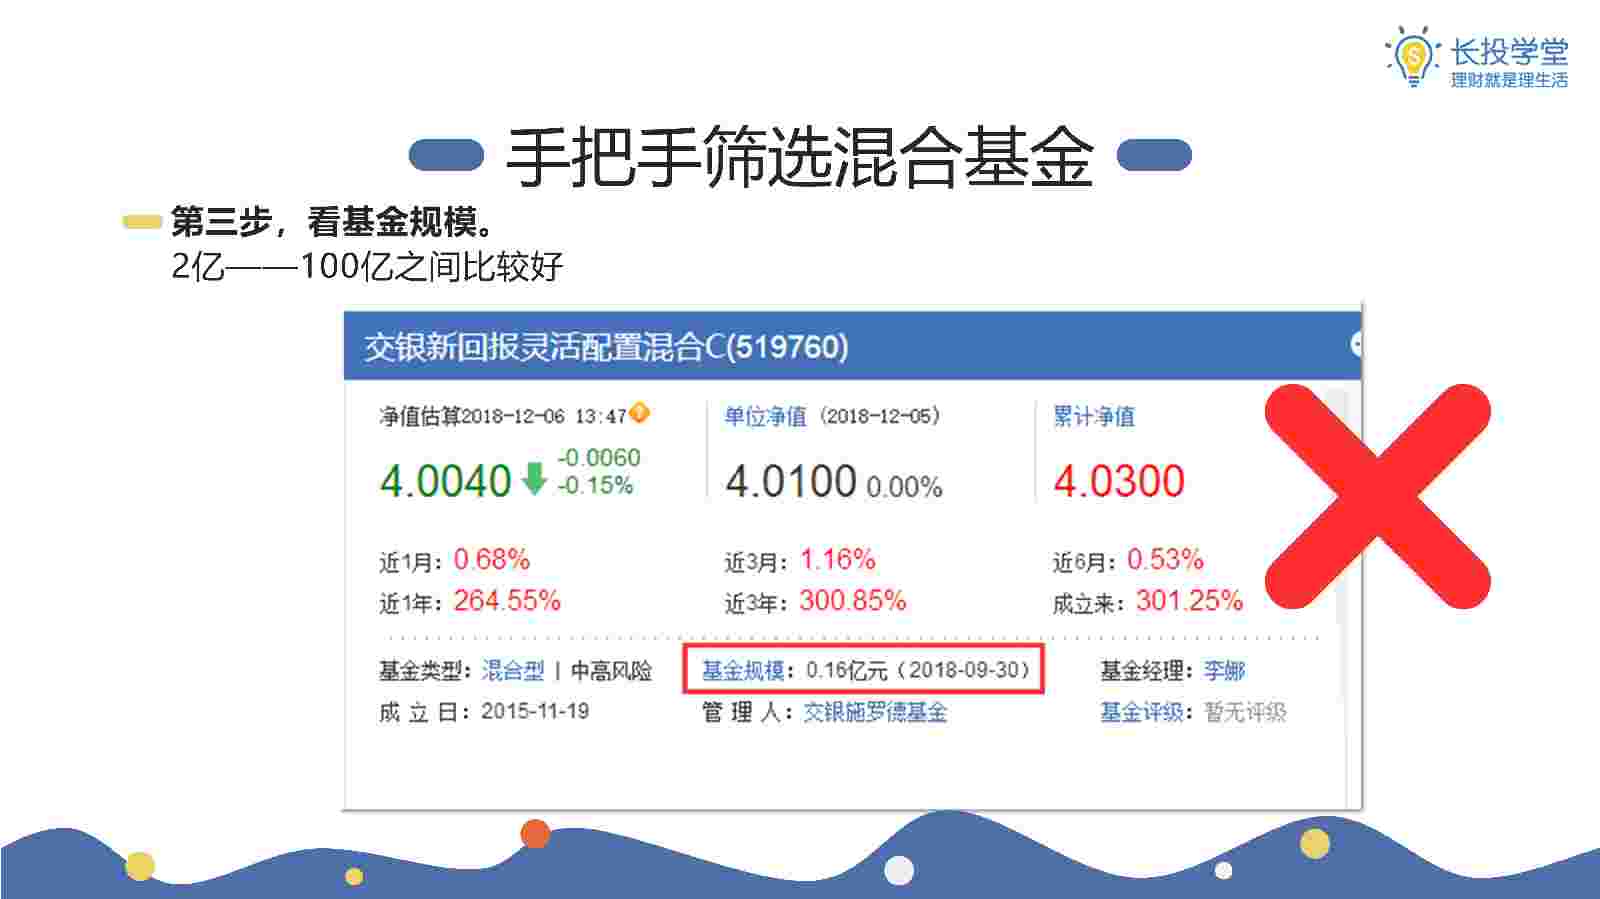 长投学堂
理财就是理生活
手把手筛选混合基金
第三步，看基金规模。
2亿——100亿之间比较好
交银新回报灵活配置混合C(519760)
净值估算2018-12-06 13:47 单位净值（2018-12-05） 累计净值
4.0040 -0.0060 -0.15% 4.0100 0.00% 4.0300
近1月：0.68% 近3月：1.16% 近6月：0.53%
近1年：264.55% 近3年：300.85% 成立来：301.25%
基金类型：混合型 | 中高风险 基金规模：0.16亿元（2018-09-30） 基金经理：李娜
成 立 日：2015-11-19 管 理 人：交银施罗德基金 基金评级：暂无评级